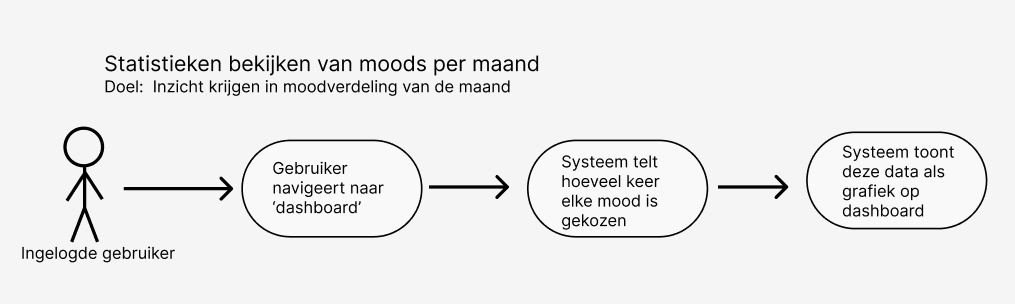 Statistieken bekijken van moods per maand
Doel:  Inzicht krijgen in moodverdeling van de maand
Ingelogde gebruiker
Gebruiker
navigeert naar
‘dashboard’
Systeem telt
hoeveel keer
elke mood is
gekozen
Systeem toont
deze data als
grafiek op
dashboard